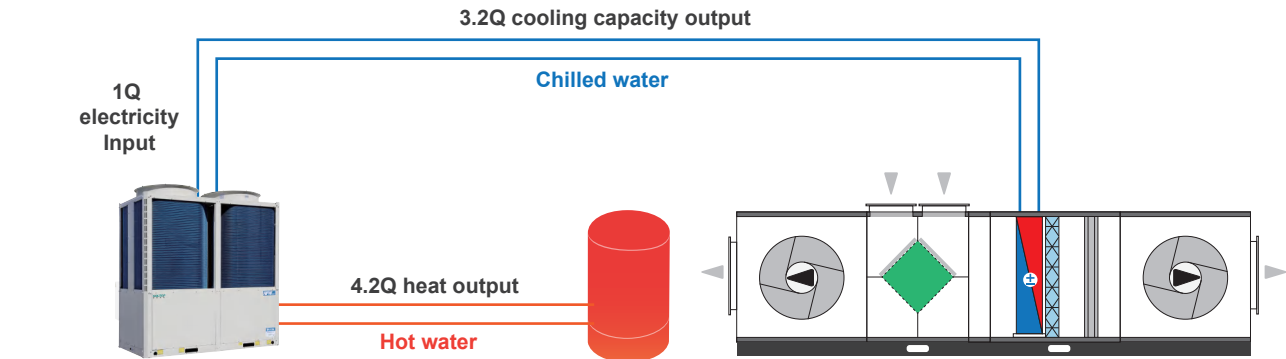 3.2Q cooling capacity output
Chilled water
1Q
electricity
Input
4.2Q heat output
Hot water